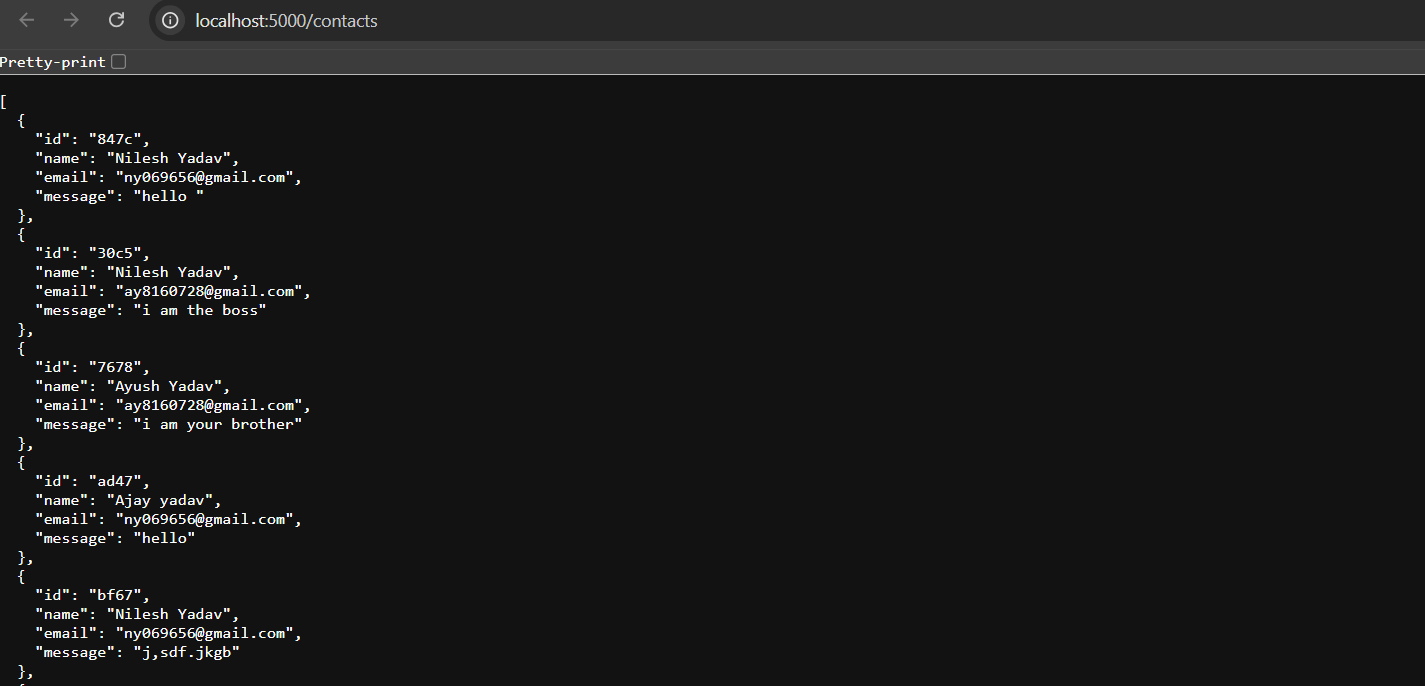 localhost:5000/contacts
Pretty-print
[
  {
    "id": "847c",
    "name": "Nilesh Yadav",
    "email": "ny069656@gmail.com",
    "message": "hello "
  },
  {
    "id": "30c5",
    "name": "Nilesh Yadav",
    "email": "ay8160728@gmail.com",
    "message": "i am the boss"
  },
  {
    "id": "7678",
    "name": "Ayush Yadav",
    "email": "ay8160728@gmail.com",
    "message": "i am your brother"
  },
  {
    "id": "ad47",
    "name": "Ajay yadav",
    "email": "ny069656@gmail.com",
    "message": "hello"
  },
  {
    "id": "bf67",
    "name": "Nilesh Yadav",
    "email": "ny069656@gmail.com",
    "message": "j,sdf.jkgb"
  },